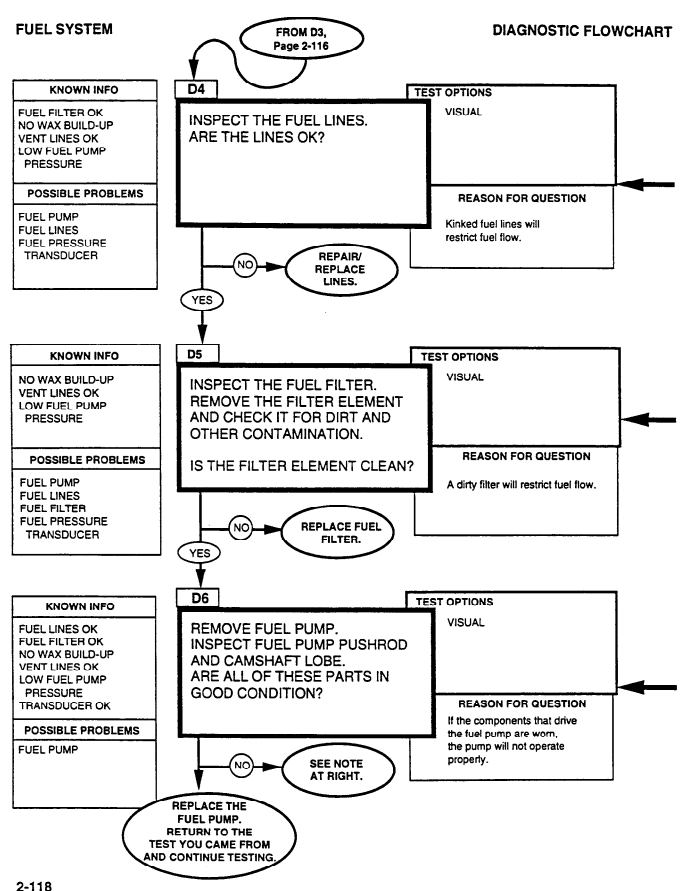 FUEL SYSTEM
DIAGNOSTIC FLOWCHART
FROM D3,
Page 2-116
KNOWN INFO
FUEL FILTER OK
NO WAX BUILD-UP
VENT LINES OK
LOW FUEL PUMP
PRESSURE
POSSIBLE PROBLEMS
FUEL PUMP
FUEL LINES
FUEL PRESSURE
TRANSDUCER
D4
INSPECT THE FUEL LINES.
ARE THE LINES OK?
TEST OPTIONS
VISUAL
REASON FOR QUESTION
Kinked fuel lines will
restrict fuel flow.
NO
REPAIR/
REPLACE
LINES.
YES
KNOWN INFO
NO WAX BUILD-UP
VENT LINES OK
LOW FUEL PUMP
PRESSURE
POSSIBLE PROBLEMS
FUEL PUMP
FUEL LINES
FUEL FILTER
FUEL PRESSURE
TRANSDUCER
D5
INSPECT THE FUEL FILTER.
REMOVE THE FILTER ELEMENT
AND CHECK IT FOR DIRT AND
OTHER CONTAMINATION.
IS THE FILTER ELEMENT CLEAN?
TEST OPTIONS
VISUAL
REASON FOR QUESTION
A dirty filter will restrict fuel flow.
NO
REPLACE FUEL
FILTER.
YES
KNOWN INFO
FUEL LINES OK
FUEL FILTER OK
NO WAX BUILD-UP
VENT LINES OK
LOW FUEL PUMP
PRESSURE
TRANSDUCER OK
POSSIBLE PROBLEMS
FUEL PUMP
D6
REMOVE FUEL PUMP.
INSPECT FUEL PUMP PUSHROD
AND CAMSHAFT LOBE.
ARE ALL OF THESE PARTS IN
GOOD CONDITION?
TEST OPTIONS
VISUAL
REASON FOR QUESTION
If the components that drive
the fuel pump are worn,
the pump will not operate
properly.
NO
SEE NOTE
AT RIGHT.
REPLACE THE
FUEL PUMP.
RETURN TO THE
TEST YOU CAME FROM
AND CONTINUE TESTING.
2-118